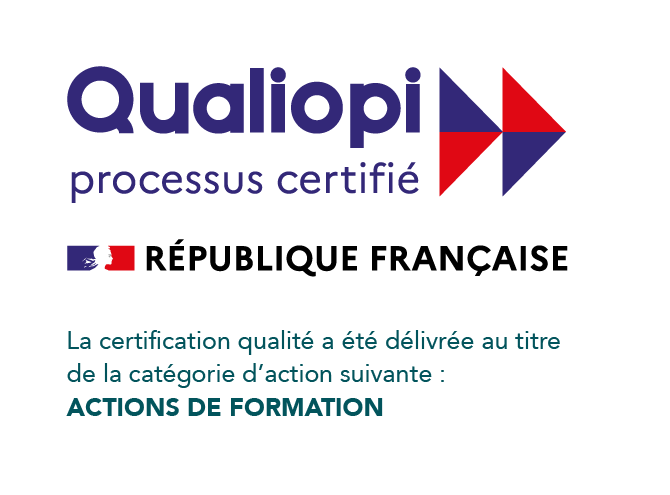 Qualiopi
processus certifié
RÉPUBLIQUE FRANÇAISE
La certification qualité a été délivrée au titre
de la catégorie d’action suivante :
ACTIONS DE FORMATION